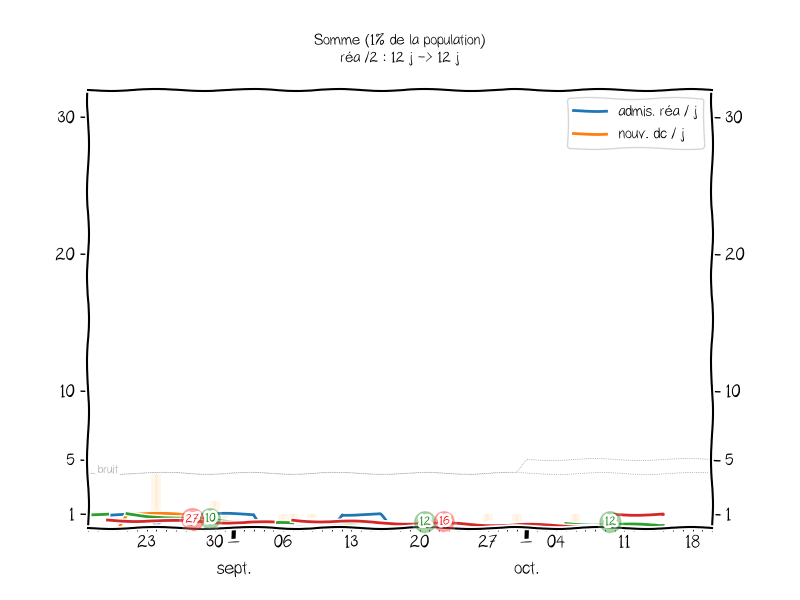 Somme (1% de la population)
réa /2 : 12 j -> 12 j
30 30
admis. réa / j
nouv. dc / j
20 20
10 10
5 5
bruit
1 1
27 10 12 16 12
23 30 06 13 20 27 04 11 18
sept. oct.